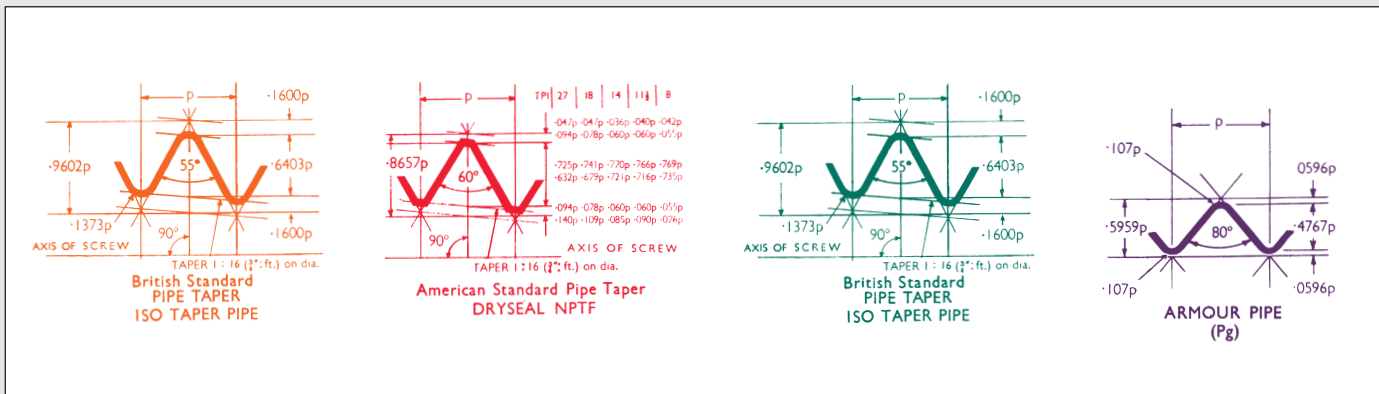 p
·1600p
·9602p
55°
·6403p
·1373p
·1600p
90°
AXIS OF SCREW
TAPER 1 : 16 (¾": ft.) on dia.
British Standard
PIPE TAPER
ISO TAPER PIPE
TPI 27 18 14 11½ 8
p
·047p ·047p ·036p ·040p ·042p
·094p ·078p ·060p ·060p ·055p
·8657p
60°
·725p ·741p ·770p ·766p ·769p
·632p ·679p ·721p ·716p ·735p
·094p ·078p ·060p ·060p ·055p
·140p ·109p ·085p ·090p ·076p
90°
AXIS OF SCREW
TAPER 1 : 16 (¾": ft.) on dia.
American Standard Pipe Taper
DRYSEAL NPTF
p
·1600p
·9602p
55°
·6403p
·1373p
·1600p
90°
AXIS OF SCREW
TAPER 1 : 16 (¾": ft.) on dia.
British Standard
PIPE TAPER
ISO TAPER PIPE
p
·107p
0596p
·5959p
80°
·4767p
·107p
·0596p
ARMOUR PIPE
(Pg)